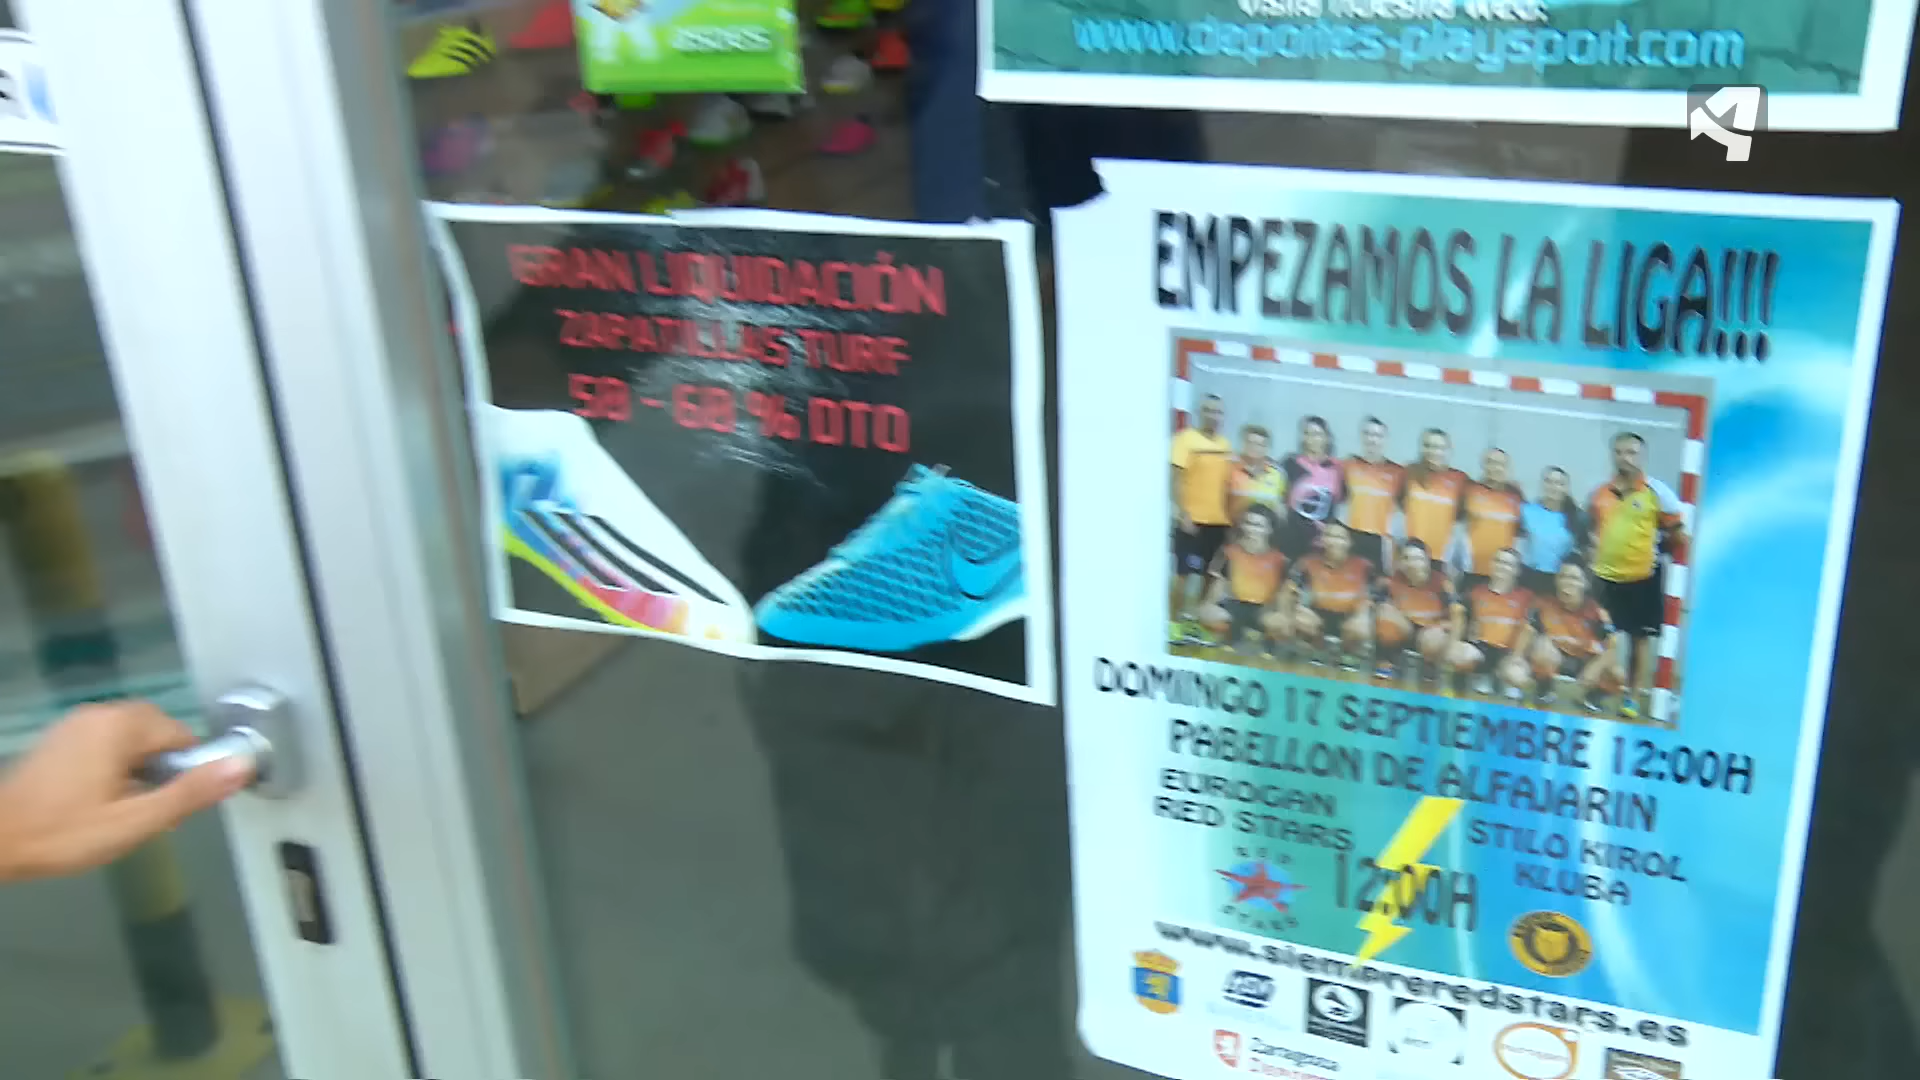 www.deportes-playsport.com
GRAN LIQUIDACIÓN
ZAPATILLAS TURF
50 - 60 % DTO
EMPEZAMOS LA LIGA!!!
DOMINGO 17 SEPTIEMBRE 12:00H
PABELLON DE ALFAJARIN
EUROGAN
RED STARS
STILO KIROL
KLUBA
12:00H
www.siempreredstars.es
Zaragoza